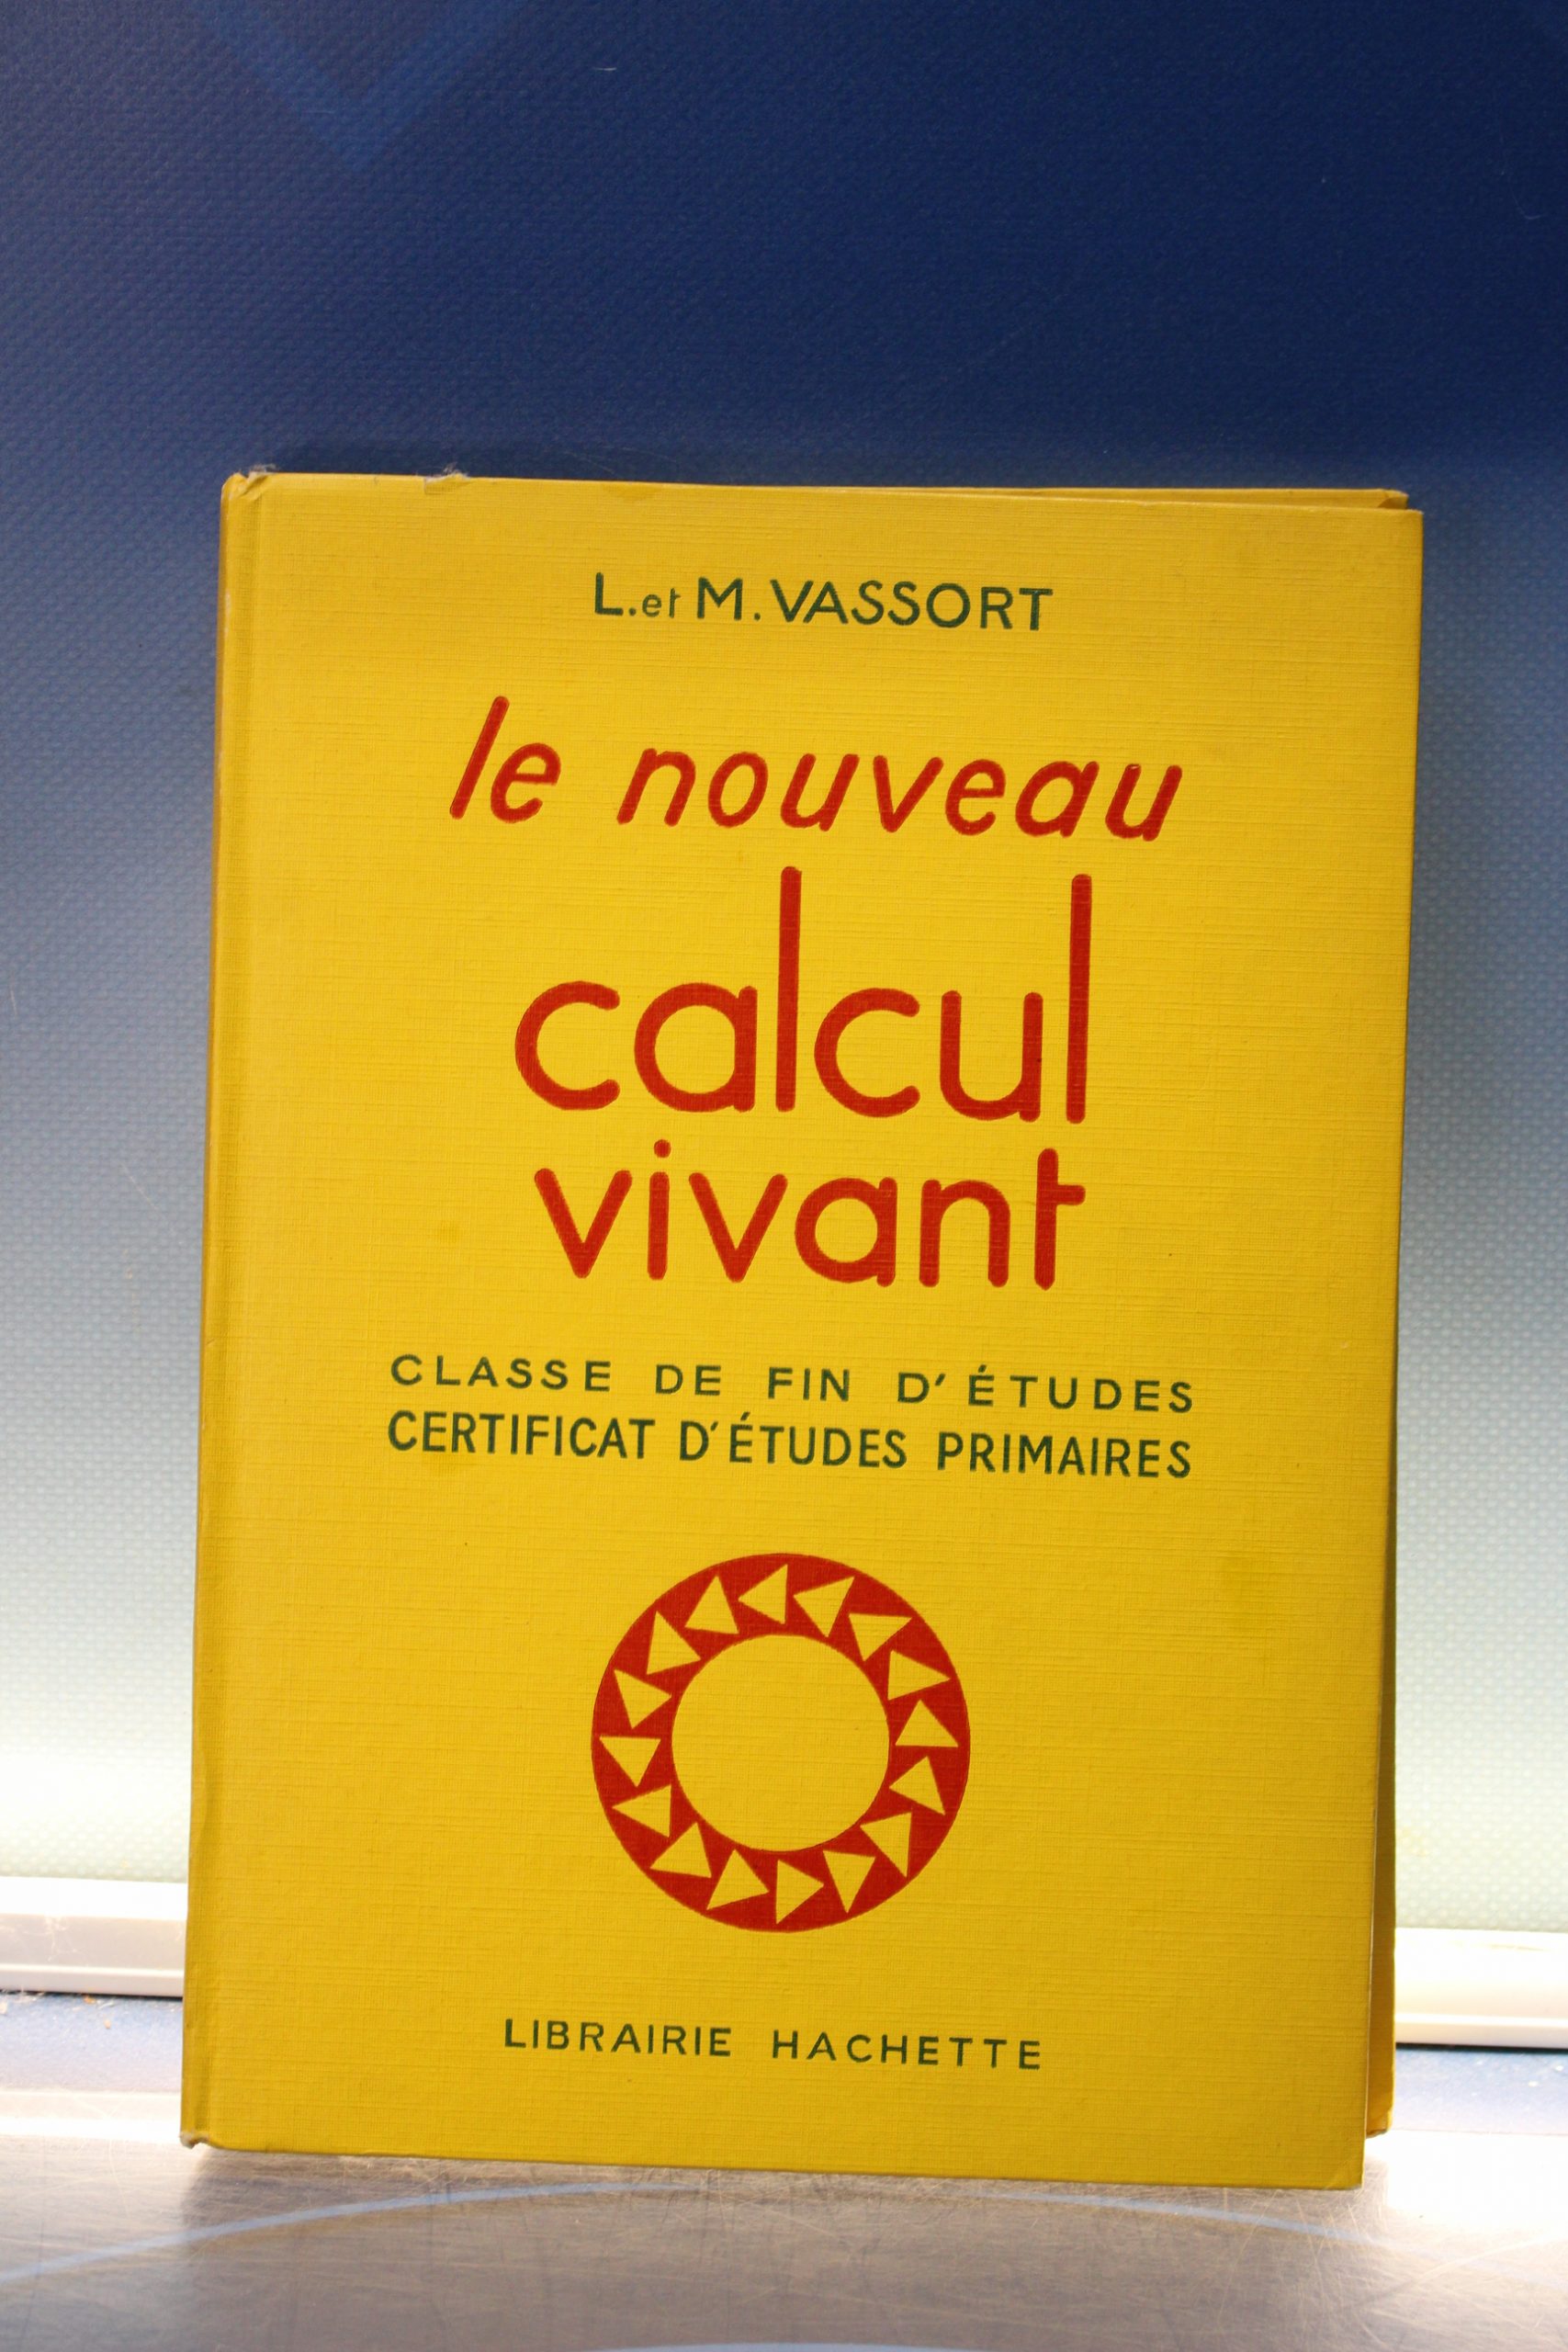 L. et M. VASSORT
le nouveau
calcul
vivant
CLASSE DE FIN D'ÉTUDES
CERTIFICAT D'ÉTUDES PRIMAIRES
LIBRAIRIE HACHETTE